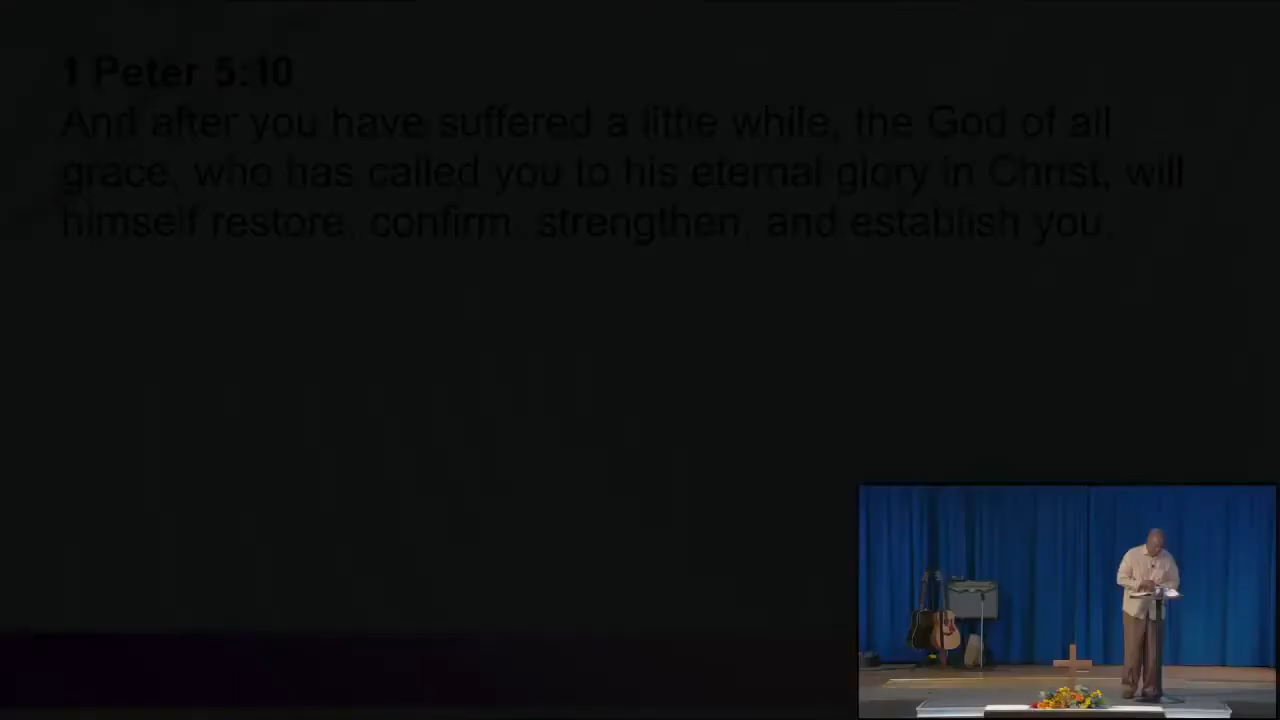 1 Peter 5:10
And after you have suffered a little while, the God of all
grace, who has called you to his eternal glory in Christ, will
himself restore, confirm, strengthen, and establish you.